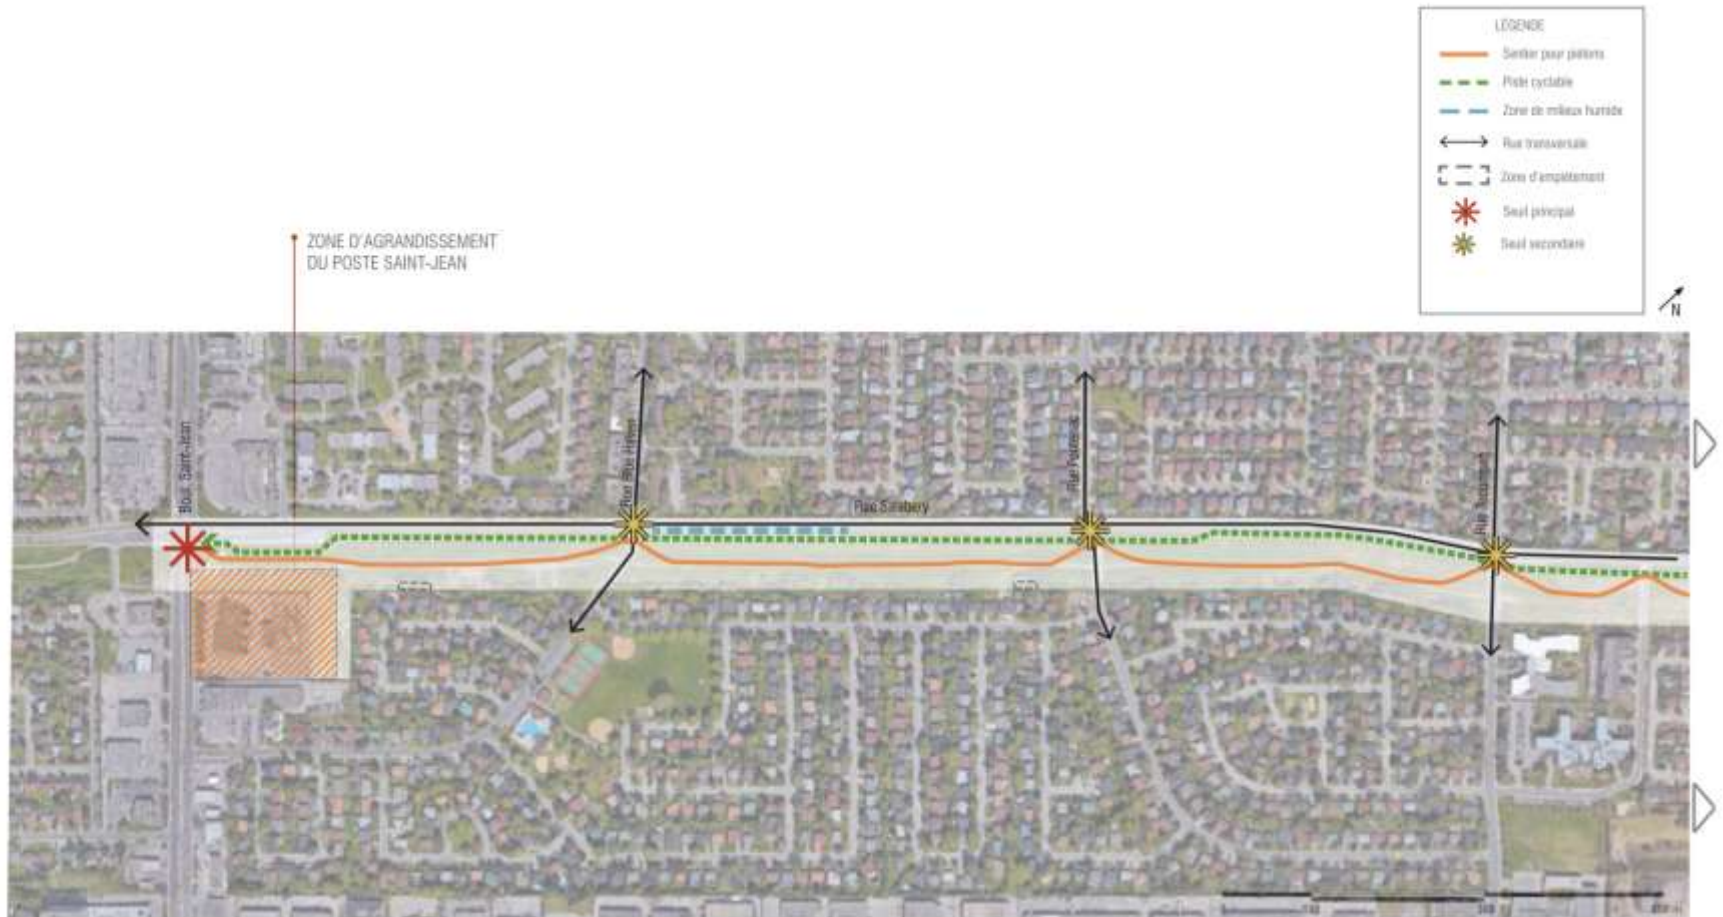 LÉGENDE
Sentier pour piétons
Piste cyclable
Zone de milieux humide
Rue transversale
Zone d'ampiètement
Seuil principal
Seuil secondaire
N
ZONE D'AGRANDISSEMENT
DU POSTE SAINT-JEAN
Boul. Saint-Jean
Rue Salaberry